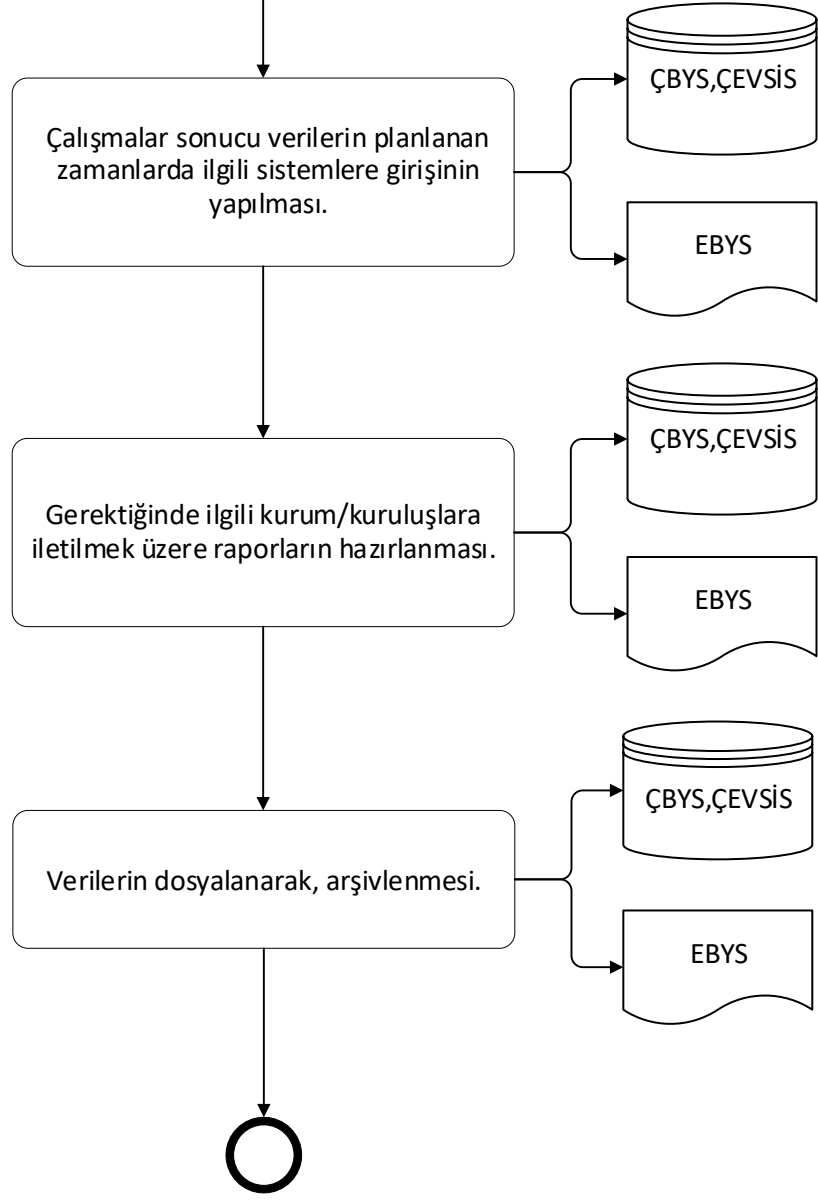 ÇBYS,ÇEVSİS
Çalışmalar sonucu verilerin planlanan
zamanlarda ilgili sistemlere girişinin
yapılması.
EBYS
ÇBYS,ÇEVSİS
Gerektiğinde ilgili kurum/kuruluşlara
iletilmek üzere raporların hazırlanması.
EBYS
ÇBYS,ÇEVSİS
Verilerin dosyalanarak, arşivlenmesi.
EBYS